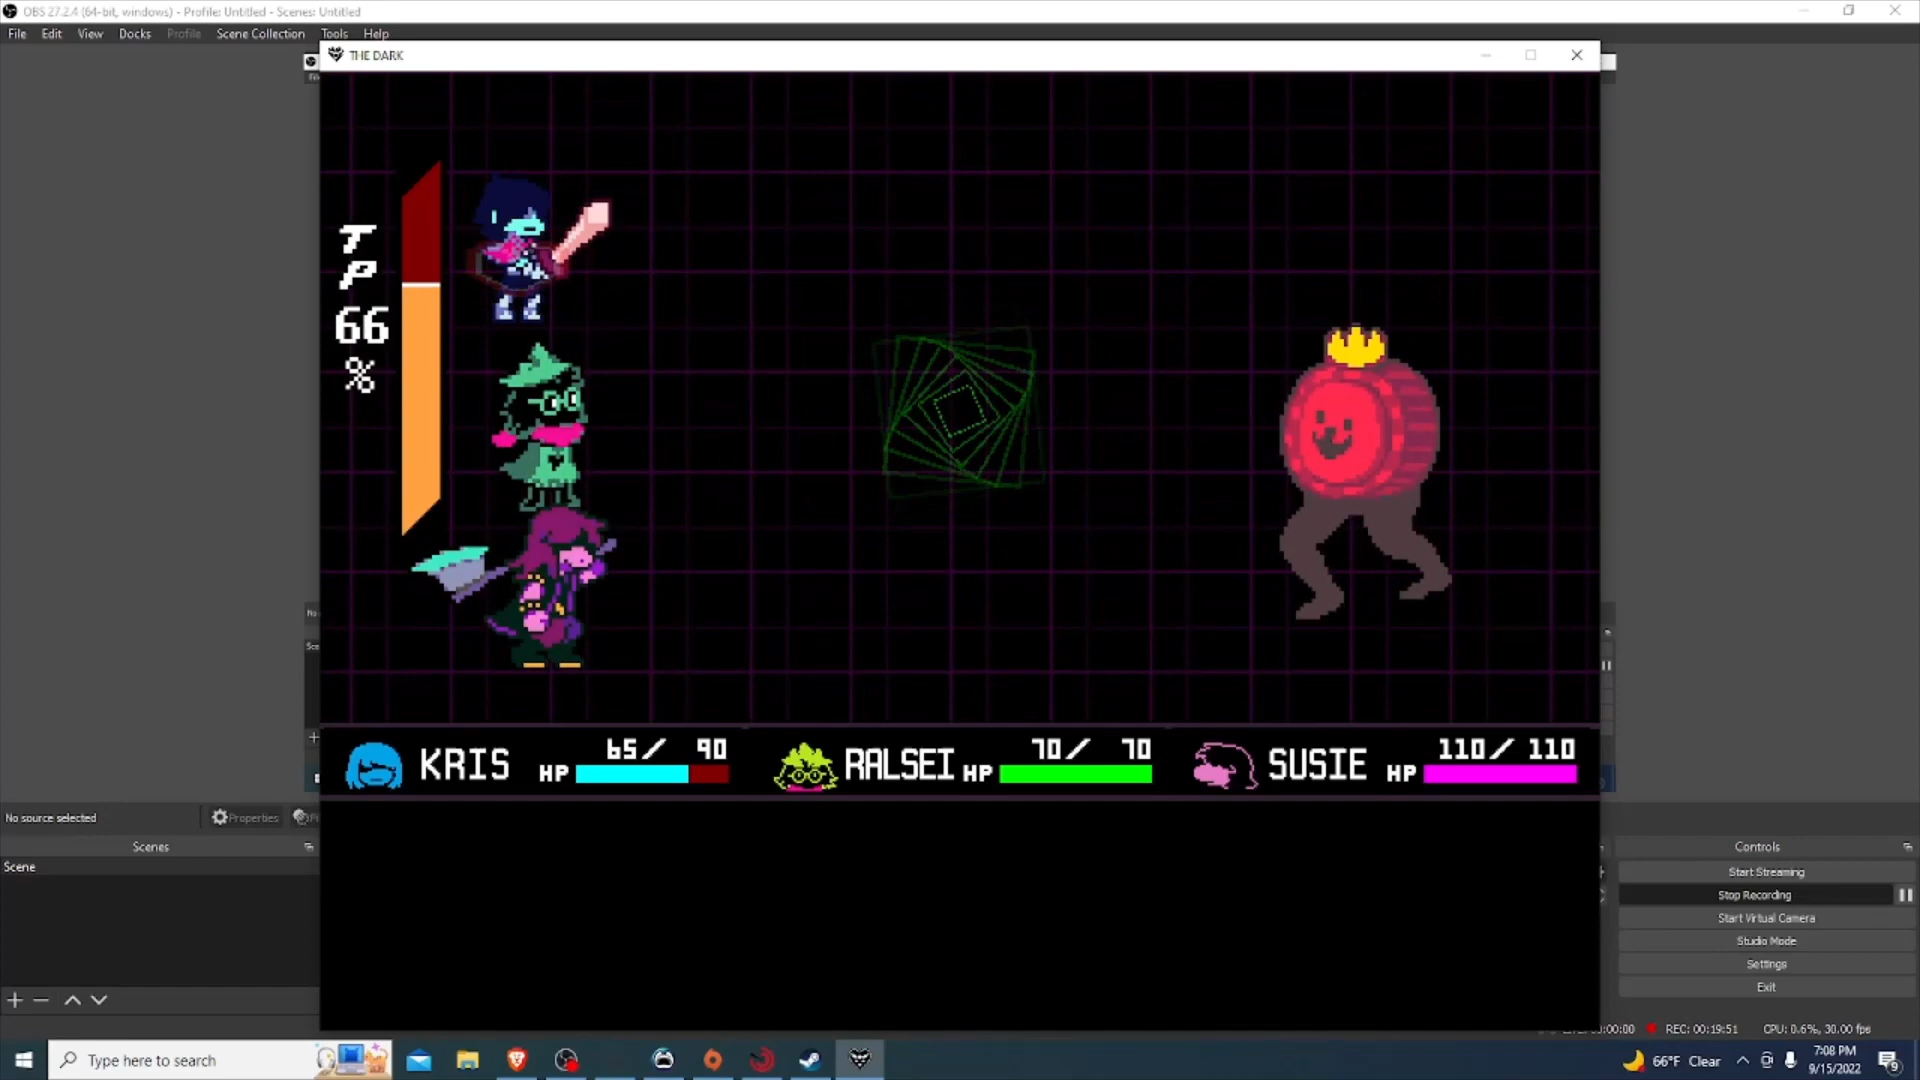 OBS 27.2.4 (64-bit, windows) - Profile: Untitled - Scenes: Untitled
File Edit View Docks Profile Scene Collection Tools Help
THE DARK
TP
66
%
KRIS HP 65/ 90
RALSEI HP 70/ 70
SUSIE HP 110/ 110
No source selected
Properties
Scenes
Scene
Controls
Start Streaming
Stop Recording
Start Virtual Camera
Studio Mode
Settings
Exit
REC: 00:19:51 CPU: 0.6%, 30.00 fps
Type here to search
66°F Clear
7:08 PM
9/15/2022
9